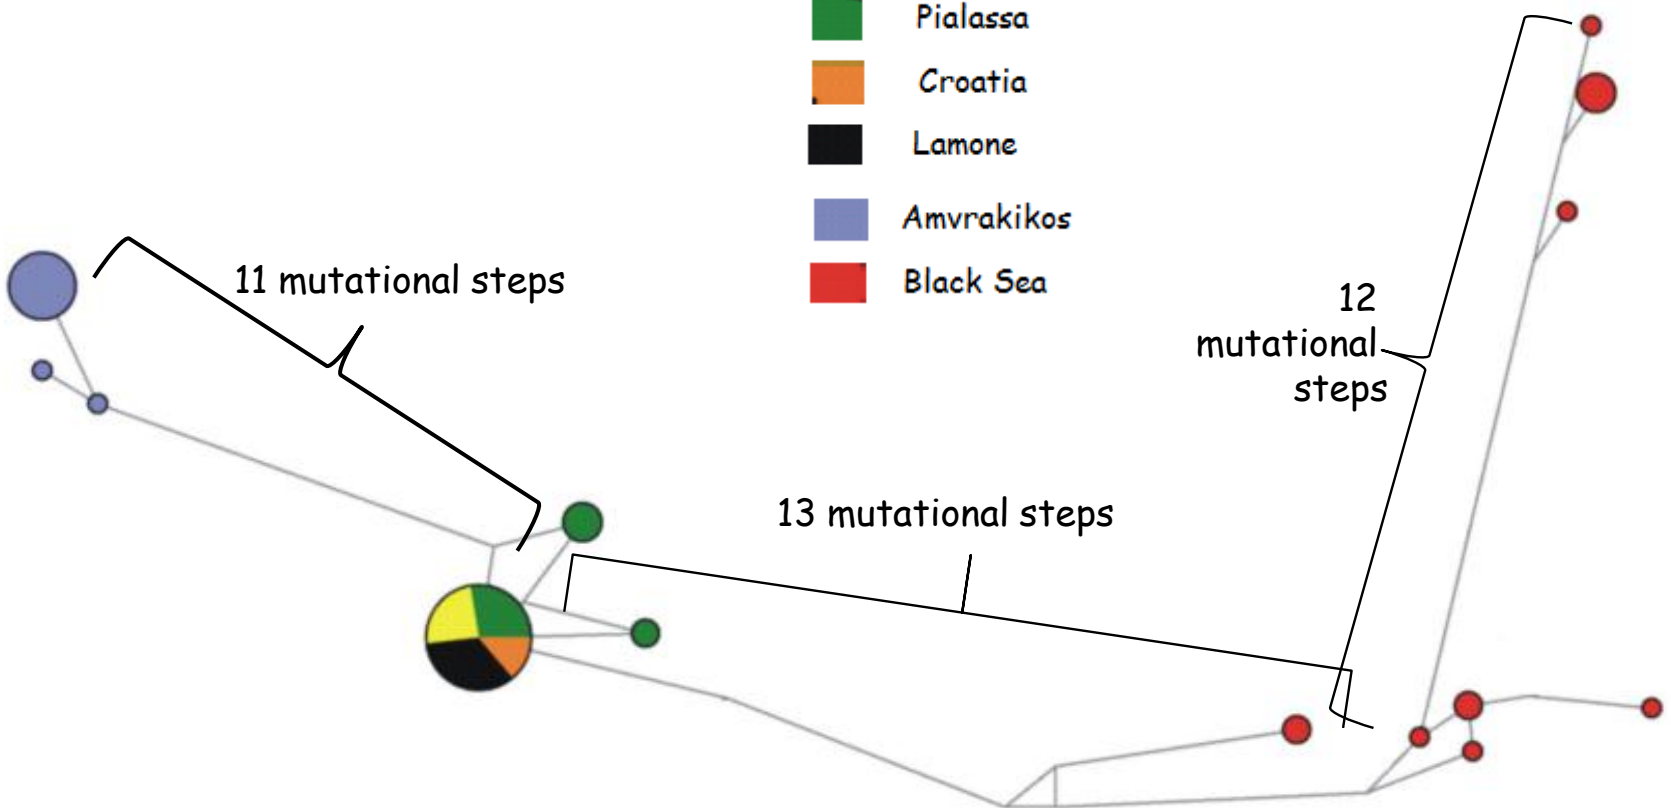 Pialassa
Croatia
Lamone
Amvrakikos
Black Sea
11 mutational steps
12
mutational
steps
13 mutational steps